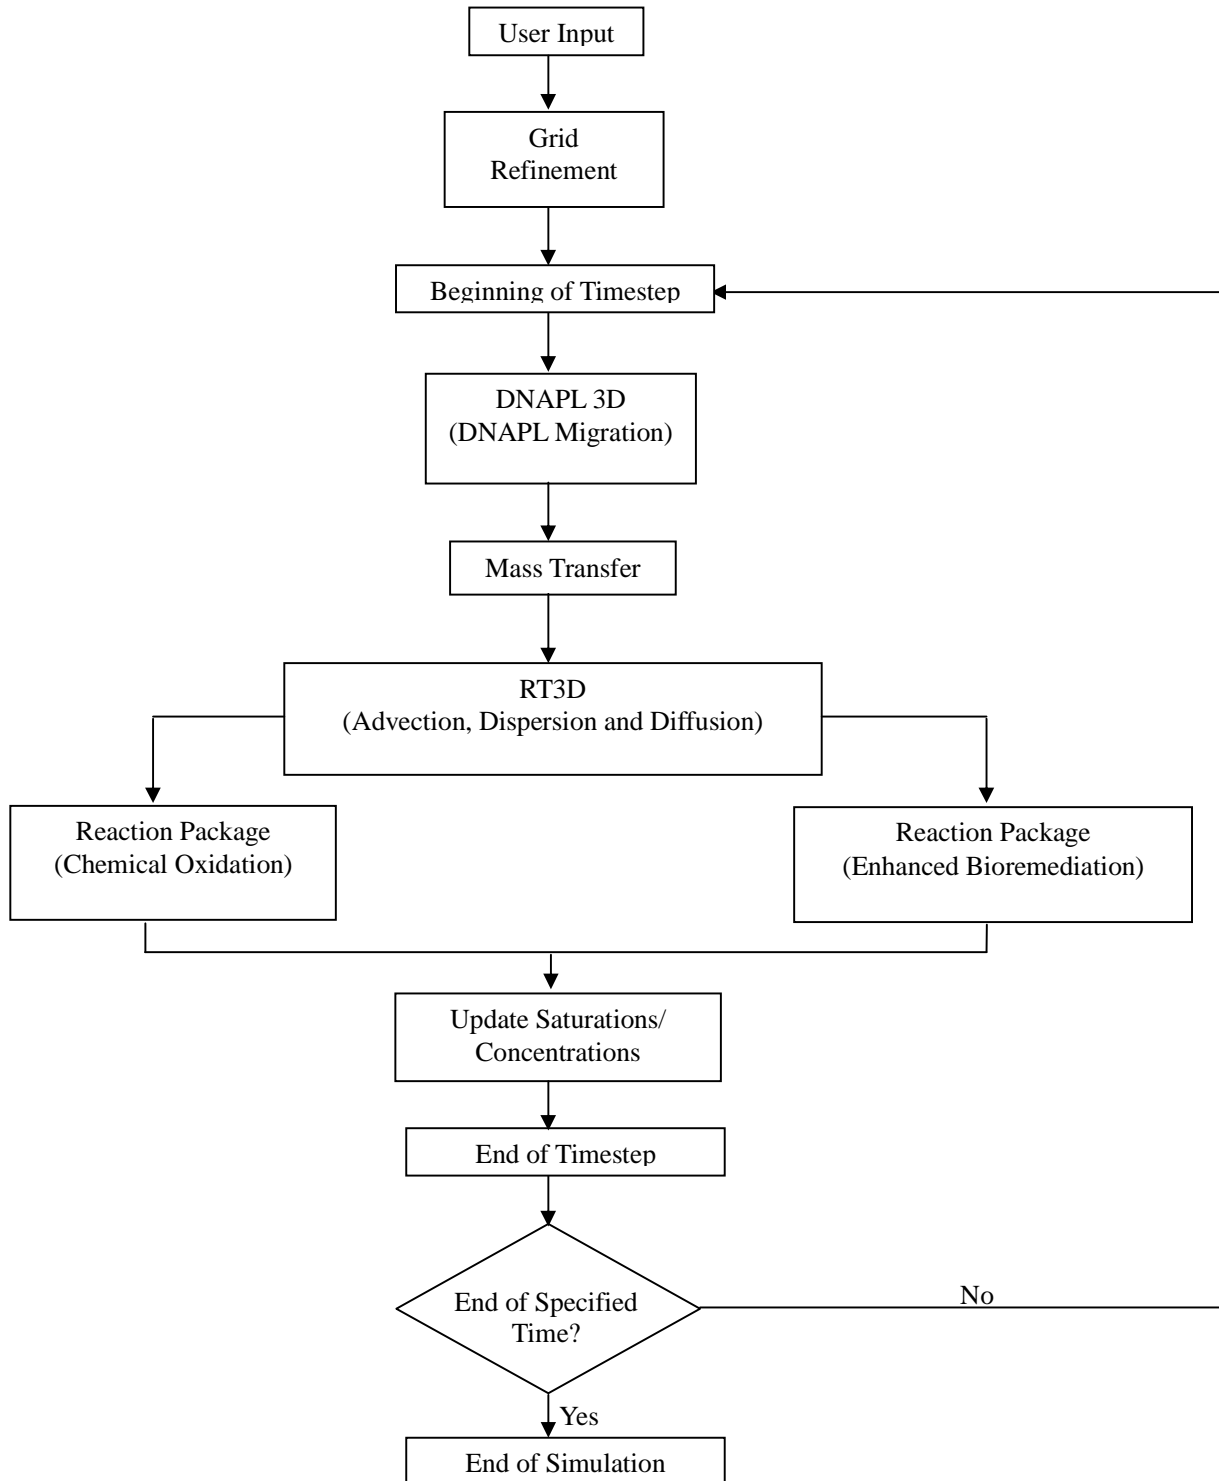 User Input
Grid
Refinement
Beginning of Timestep
DNAPL 3D
(DNAPL Migration)
Mass Transfer
RT3D
(Advection, Dispersion and Diffusion)
Reaction Package
(Chemical Oxidation)
Reaction Package
(Enhanced Bioremediation)
Update Saturations/
Concentrations
End of Timestep
End of Specified
Time?
No
Yes
End of Simulation